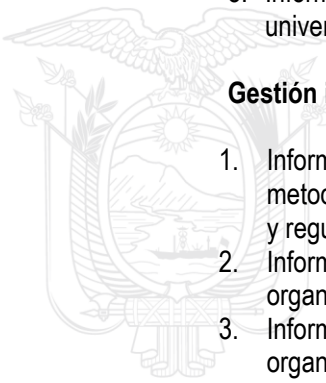 univer
Gestión
1. Inform
metod
y regu
2. Inform
organ
3. Inform
organ